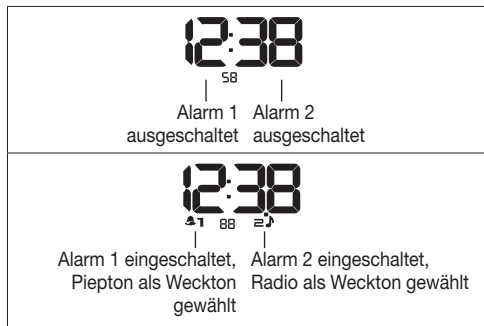 12:38
58
Alarm 1 Alarm 2
ausgeschaltet ausgeschaltet
12:38
1 88 2
Alarm 1 eingeschaltet, Alarm 2 eingeschaltet,
Piepton als Weckton Radio als Weckton gewählt
gewählt